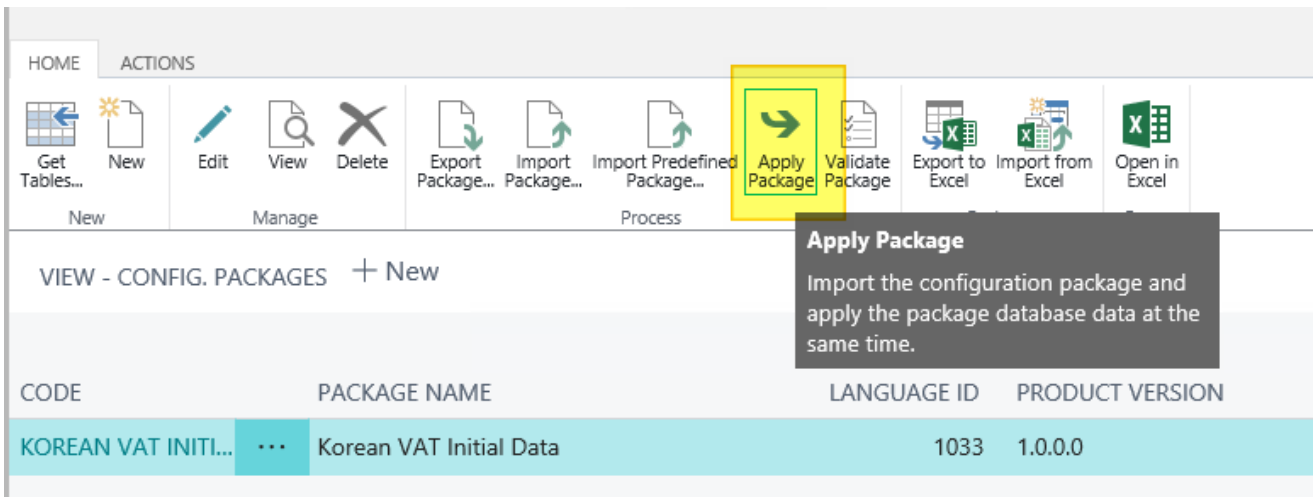 HOME ACTIONS
Get Tables...
New
Edit
View
Delete
Export Package...
Import Package...
Import Predefined Package...
Apply Package
Validate Package
Export to Excel
Import from Excel
Open in Excel
New
Manage
Process
Apply Package
Import the configuration package and
apply the package database data at the
same time.
VIEW - CONFIG. PACKAGES + New
CODE PACKAGE NAME LANGUAGE ID PRODUCT VERSION
KOREAN VAT INITI... ... Korean VAT Initial Data 1033 1.0.0.0